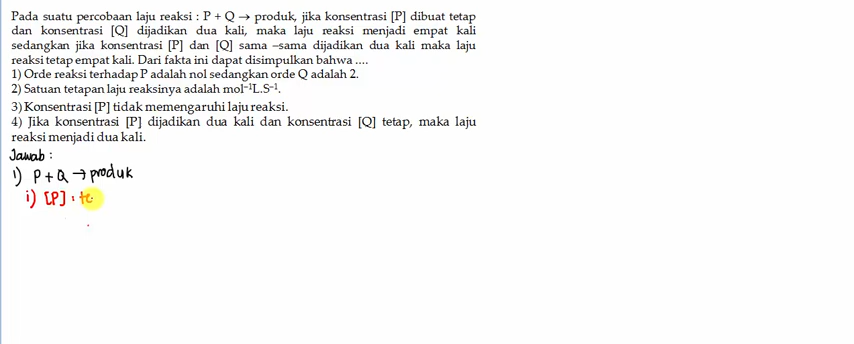 Pada suatu percobaan laju reaksi : P + Q → produk, jika konsentrasi [P] dibuat tetap
dan konsentrasi [Q] dijadikan dua kali, maka laju reaksi menjadi empat kali
sedangkan jika konsentrasi [P] dan [Q] sama –sama dijadikan dua kali maka laju
reaksi tetap empat kali. Dari fakta ini dapat disimpulkan bahwa ....
1) Orde reaksi terhadap P adalah nol sedangkan orde Q adalah 2.
2) Satuan tetapan laju reaksinya adalah mol⁻¹L.S⁻¹.
3) Konsentrasi [P] tidak memengaruhi laju reaksi.
4) Jika konsentrasi [P] dijadikan dua kali dan konsentrasi [Q] tetap, maka laju
reaksi menjadi dua kali.
Jawab :
1) P + Q → produk
i) [P] : te